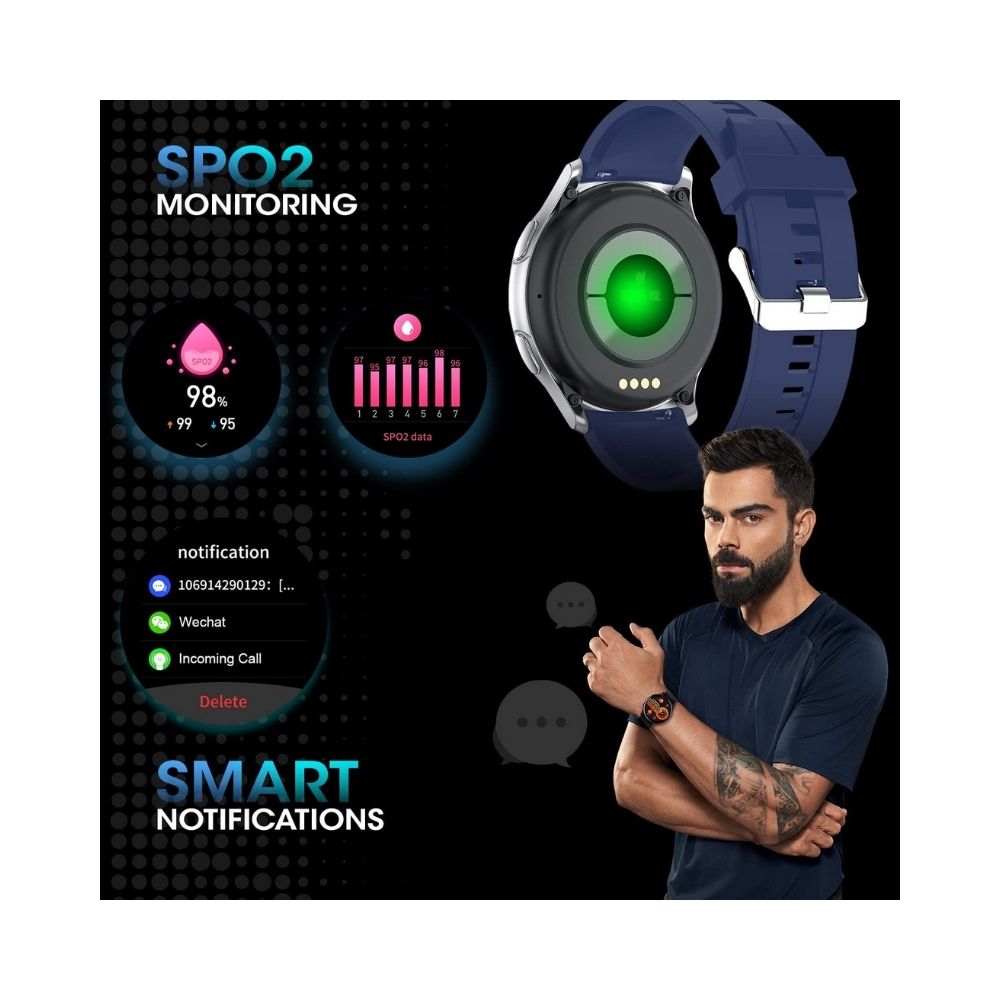 SPO2
MONITORING
SPO2
98%
99 95
98
97 95 97 97 96 96
1 2 3 4 5 6 7
SPO2 data
notification
106914290129: [...
Wechat
Incoming Call
Delete
SMART
NOTIFICATIONS